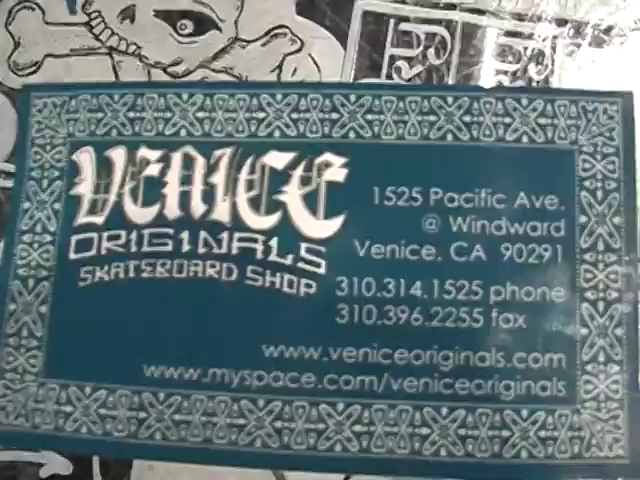 VENICE
ORIGINALS
SKATEBOARD SHOP
1525 Pacific Ave.
@ Windward
Venice, CA 90291
310.314.1525 phone
310.396.2255 fax
www.veniceoriginals.com
www.myspace.com/veniceoriginals